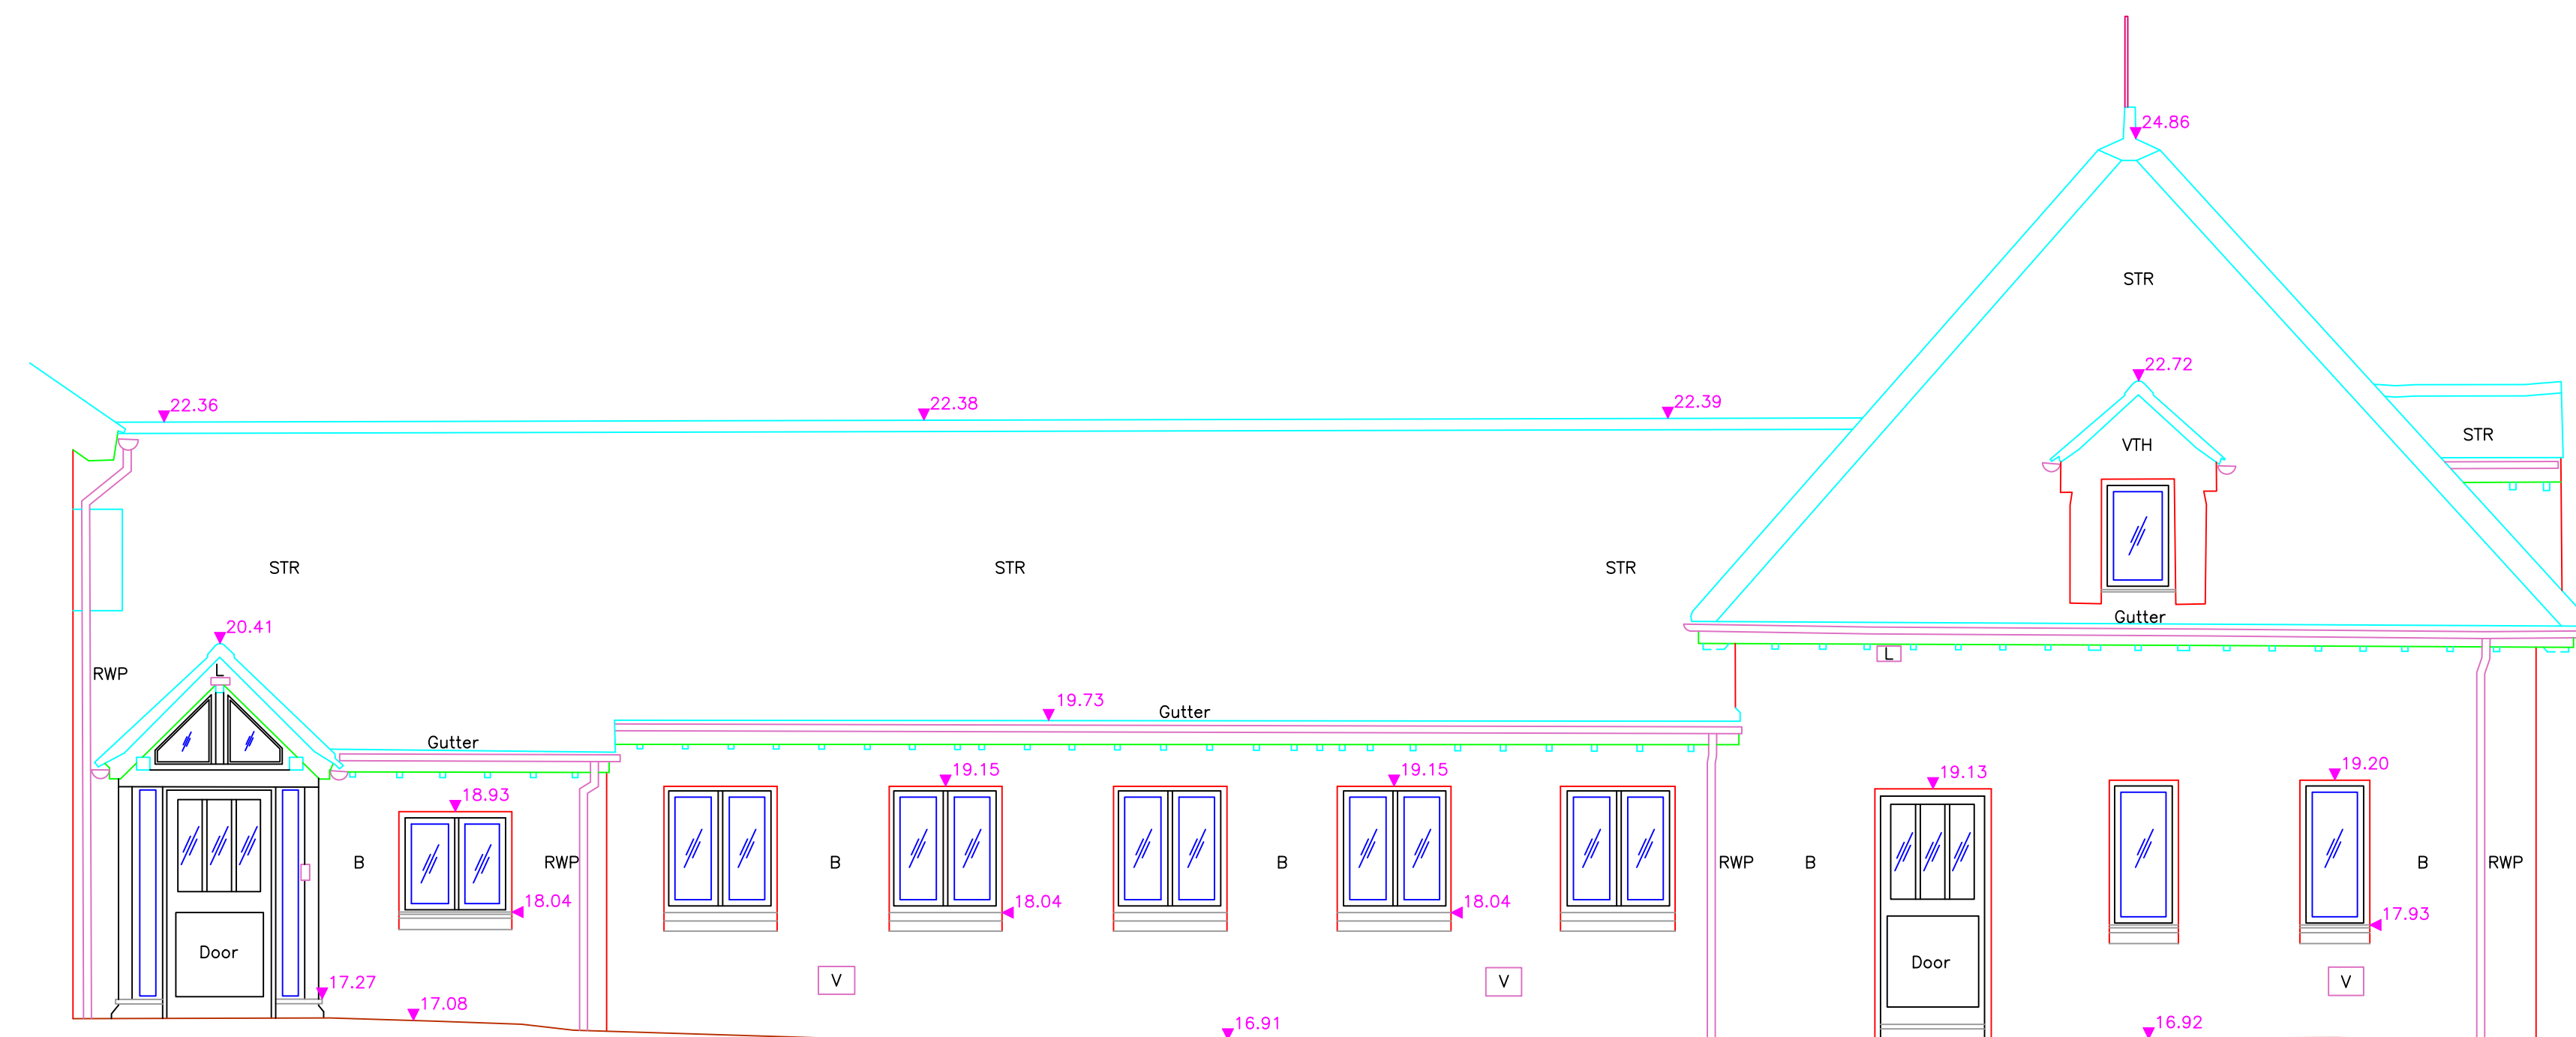 24.86
STR
22.72
22.36
22.38
22.39
VTH
STR
STR
STR
STR
Gutter
20.41
L
L
RWP
19.73
Gutter
Gutter
19.15
19.15
19.13
19.20
18.93
B
RWP
B
B
RWP
B
B
RWP
18.04
18.04
18.04
17.93
Door
Door
V
V
V
17.27
17.08
16.91
16.92